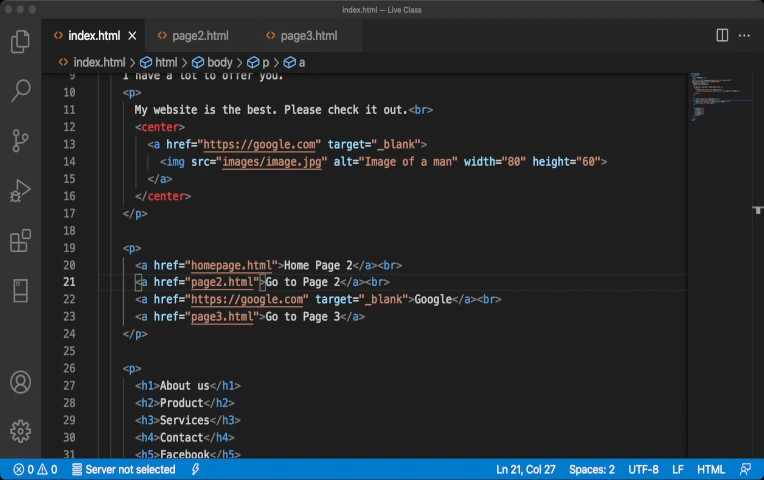 index.html — Live Class
index.html page2.html page3.html
index.html html body p a
9 I have a lot to offer you.
10 <p>
11 My website is the best. Please check it out.<br>
12 <center>
13 <a href="https://google.com" target="_blank">
14 <img src="images/image.jpg" alt="Image of a man" width="80" height="60">
15 </a>
16 </center>
17 </p>
18
19 <p>
20 <a href="homepage.html">Home Page 2</a><br>
21 <a href="page2.html">Go to Page 2</a><br>
22 <a href="https://google.com" target="_blank">Google</a><br>
23 <a href="page3.html">Go to Page 3</a>
24 </p>
25
26 <p>
27 <h1>About us</h1>
28 <h2>Product</h2>
29 <h3>Services</h3>
30 <h4>Contact</h4>
31 <h5>Facebook</h5>
0 0 Server not selected Ln 21, Col 27 Spaces: 2 UTF-8 LF HTML